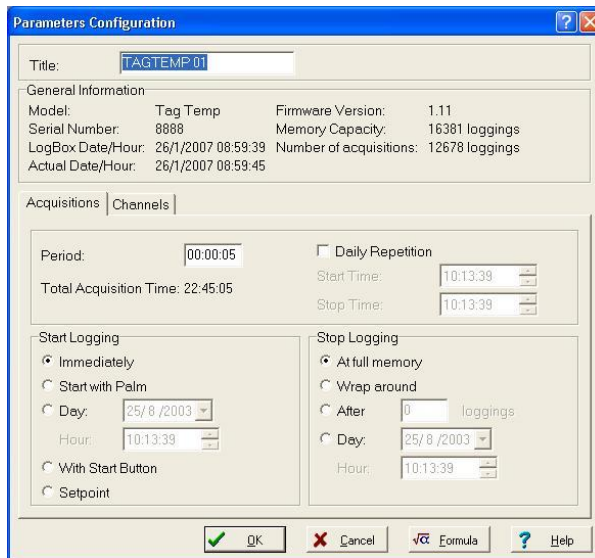 Parameters Configuration
Title: TAGTEMP 01
General Information
Model: Tag Temp Firmware Version: 1.11
Serial Number: 8888 Memory Capacity: 16381 loggings
LogBox Date/Hour: 26/1/2007 08:59:39 Number of acquisitions: 12678 loggings
Actual Date/Hour: 26/1/2007 08:59:45
Acquisitions Channels
Period: 00:00:05
Total Acquisition Time: 22:45:05
Daily Repetition
Start Time: 10:13:39
Stop Time: 10:13:39
Start Logging
Immediately
Start with Palm
Day: 25/ 8 /2003
Hour: 10:13:39
With Start Button
Setpoint
Stop Logging
At full memory
Wrap around
After 0 loggings
Day: 25/ 8 /2003
Hour: 10:13:39
OK Cancel √α Formula ? Help